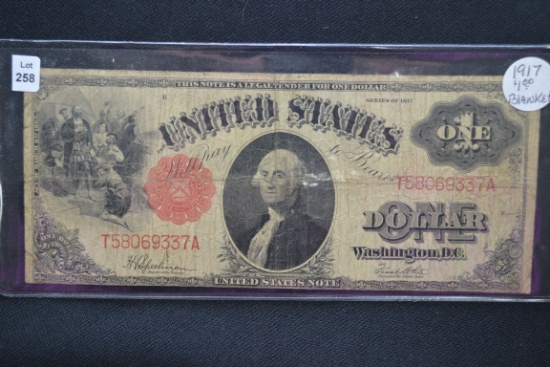 Lot
258
1917
4.00
Blanket
THIS NOTE IS A LEGAL TENDER FOR ONE DOLLAR
SERIES OF 1917
UNITED STATES
ONE
Will pay to Bearer
T58069337A
T58069337A
ONE
DOLLAR
Washington, D.C.
UNITED STATES NOTE